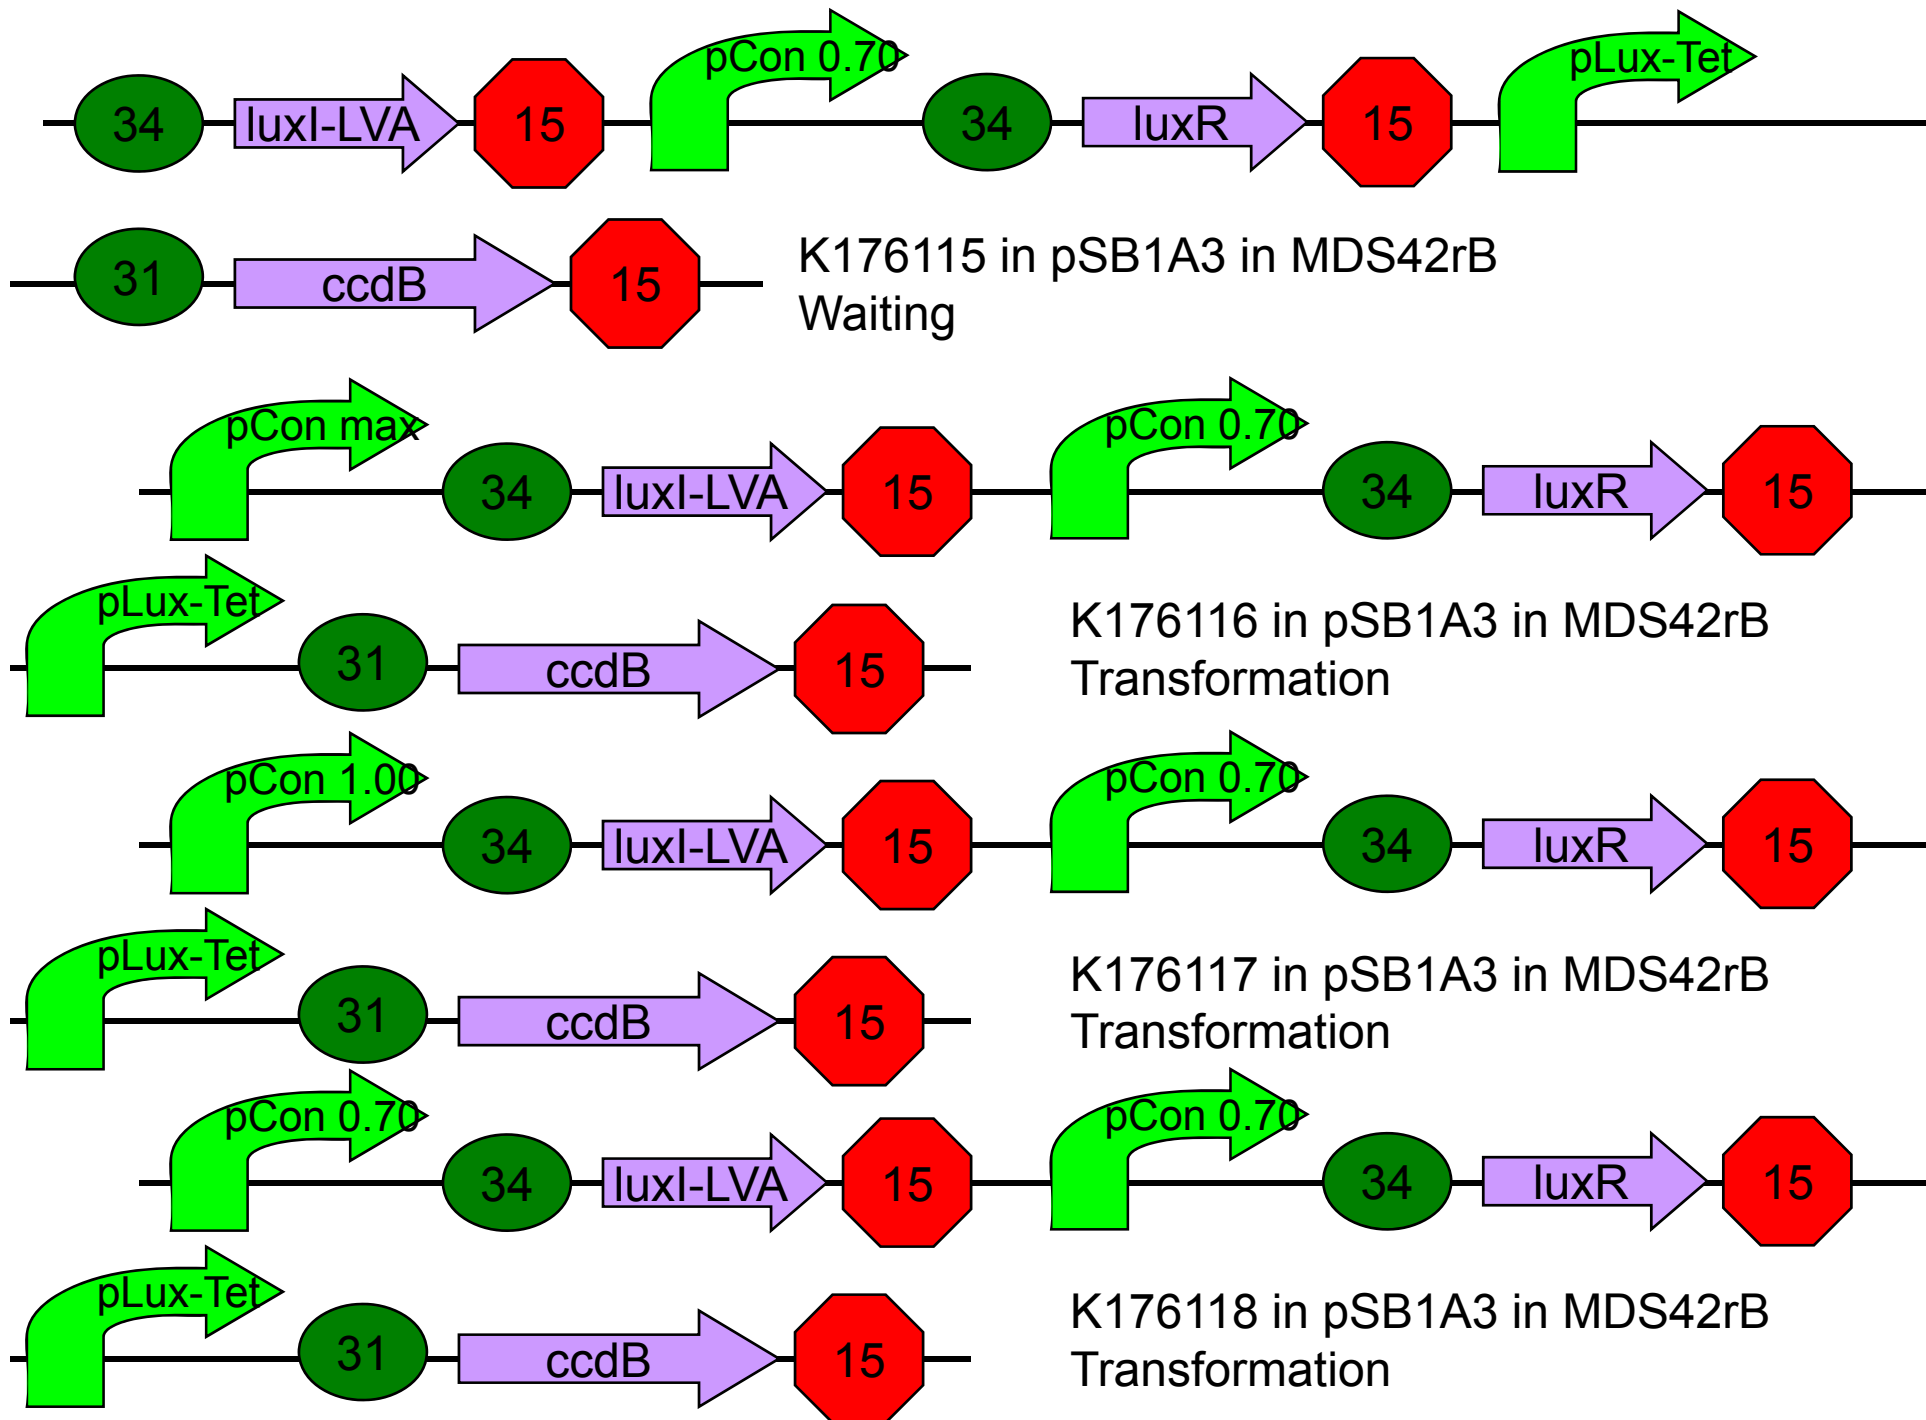 34 luxI-LVA 15 pCon 0.70 34 luxR 15 pLux-Tet
31 ccdB 15 K176115 in pSB1A3 in MDS42rB
Waiting
pCon max 34 luxI-LVA 15 pCon 0.70 34 luxR 15
pLux-Tet 31 ccdB 15 K176116 in pSB1A3 in MDS42rB
Transformation
pCon 1.00 34 luxI-LVA 15 pCon 0.70 34 luxR 15
pLux-Tet 31 ccdB 15 K176117 in pSB1A3 in MDS42rB
Transformation
pCon 0.70 34 luxI-LVA 15 pCon 0.70 34 luxR 15
pLux-Tet 31 ccdB 15 K176118 in pSB1A3 in MDS42rB
Transformation